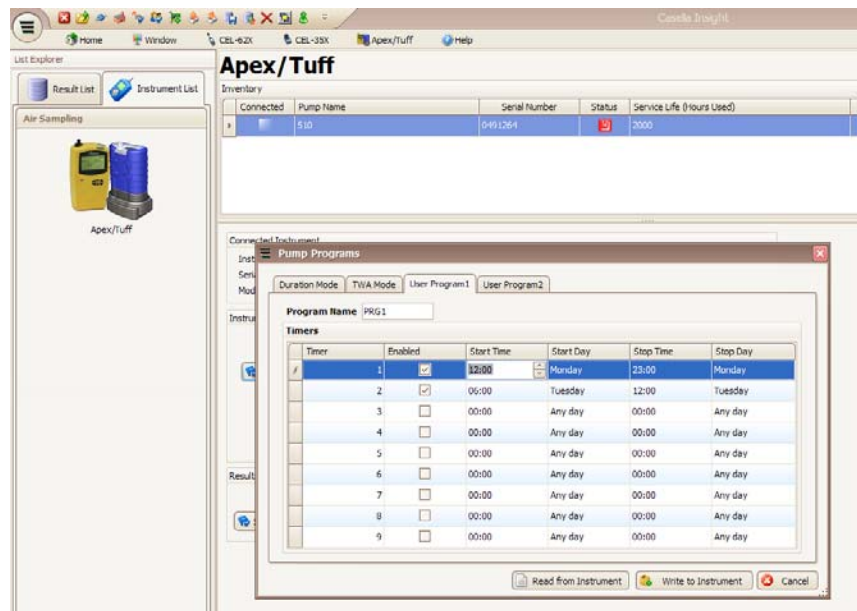 Casella Insight
Home Window CEL-62X CEL-35X Apex/Tuff Help
List Explorer
Result List Instrument List
Air Sampling
Apex/Tuff
Apex/Tuff
Inventory
Connected Pump Name Serial Number Status Service Life (Hours Used)
510 0491264 2000
Connected Instrument
Inst
Seri
Mod
Instru
Result
Pump Programs
Duration Mode TWA Mode User Program1 User Program2
Program Name PRG1
Timers
Timer Enabled Start Time Start Day Stop Time Stop Day
1 12:00 Monday 23:00 Monday
2 06:00 Tuesday 12:00 Tuesday
3 00:00 Any day 00:00 Any day
4 00:00 Any day 00:00 Any day
5 00:00 Any day 00:00 Any day
6 00:00 Any day 00:00 Any day
7 00:00 Any day 00:00 Any day
8 00:00 Any day 00:00 Any day
9 00:00 Any day 00:00 Any day
Read from Instrument Write to Instrument Cancel